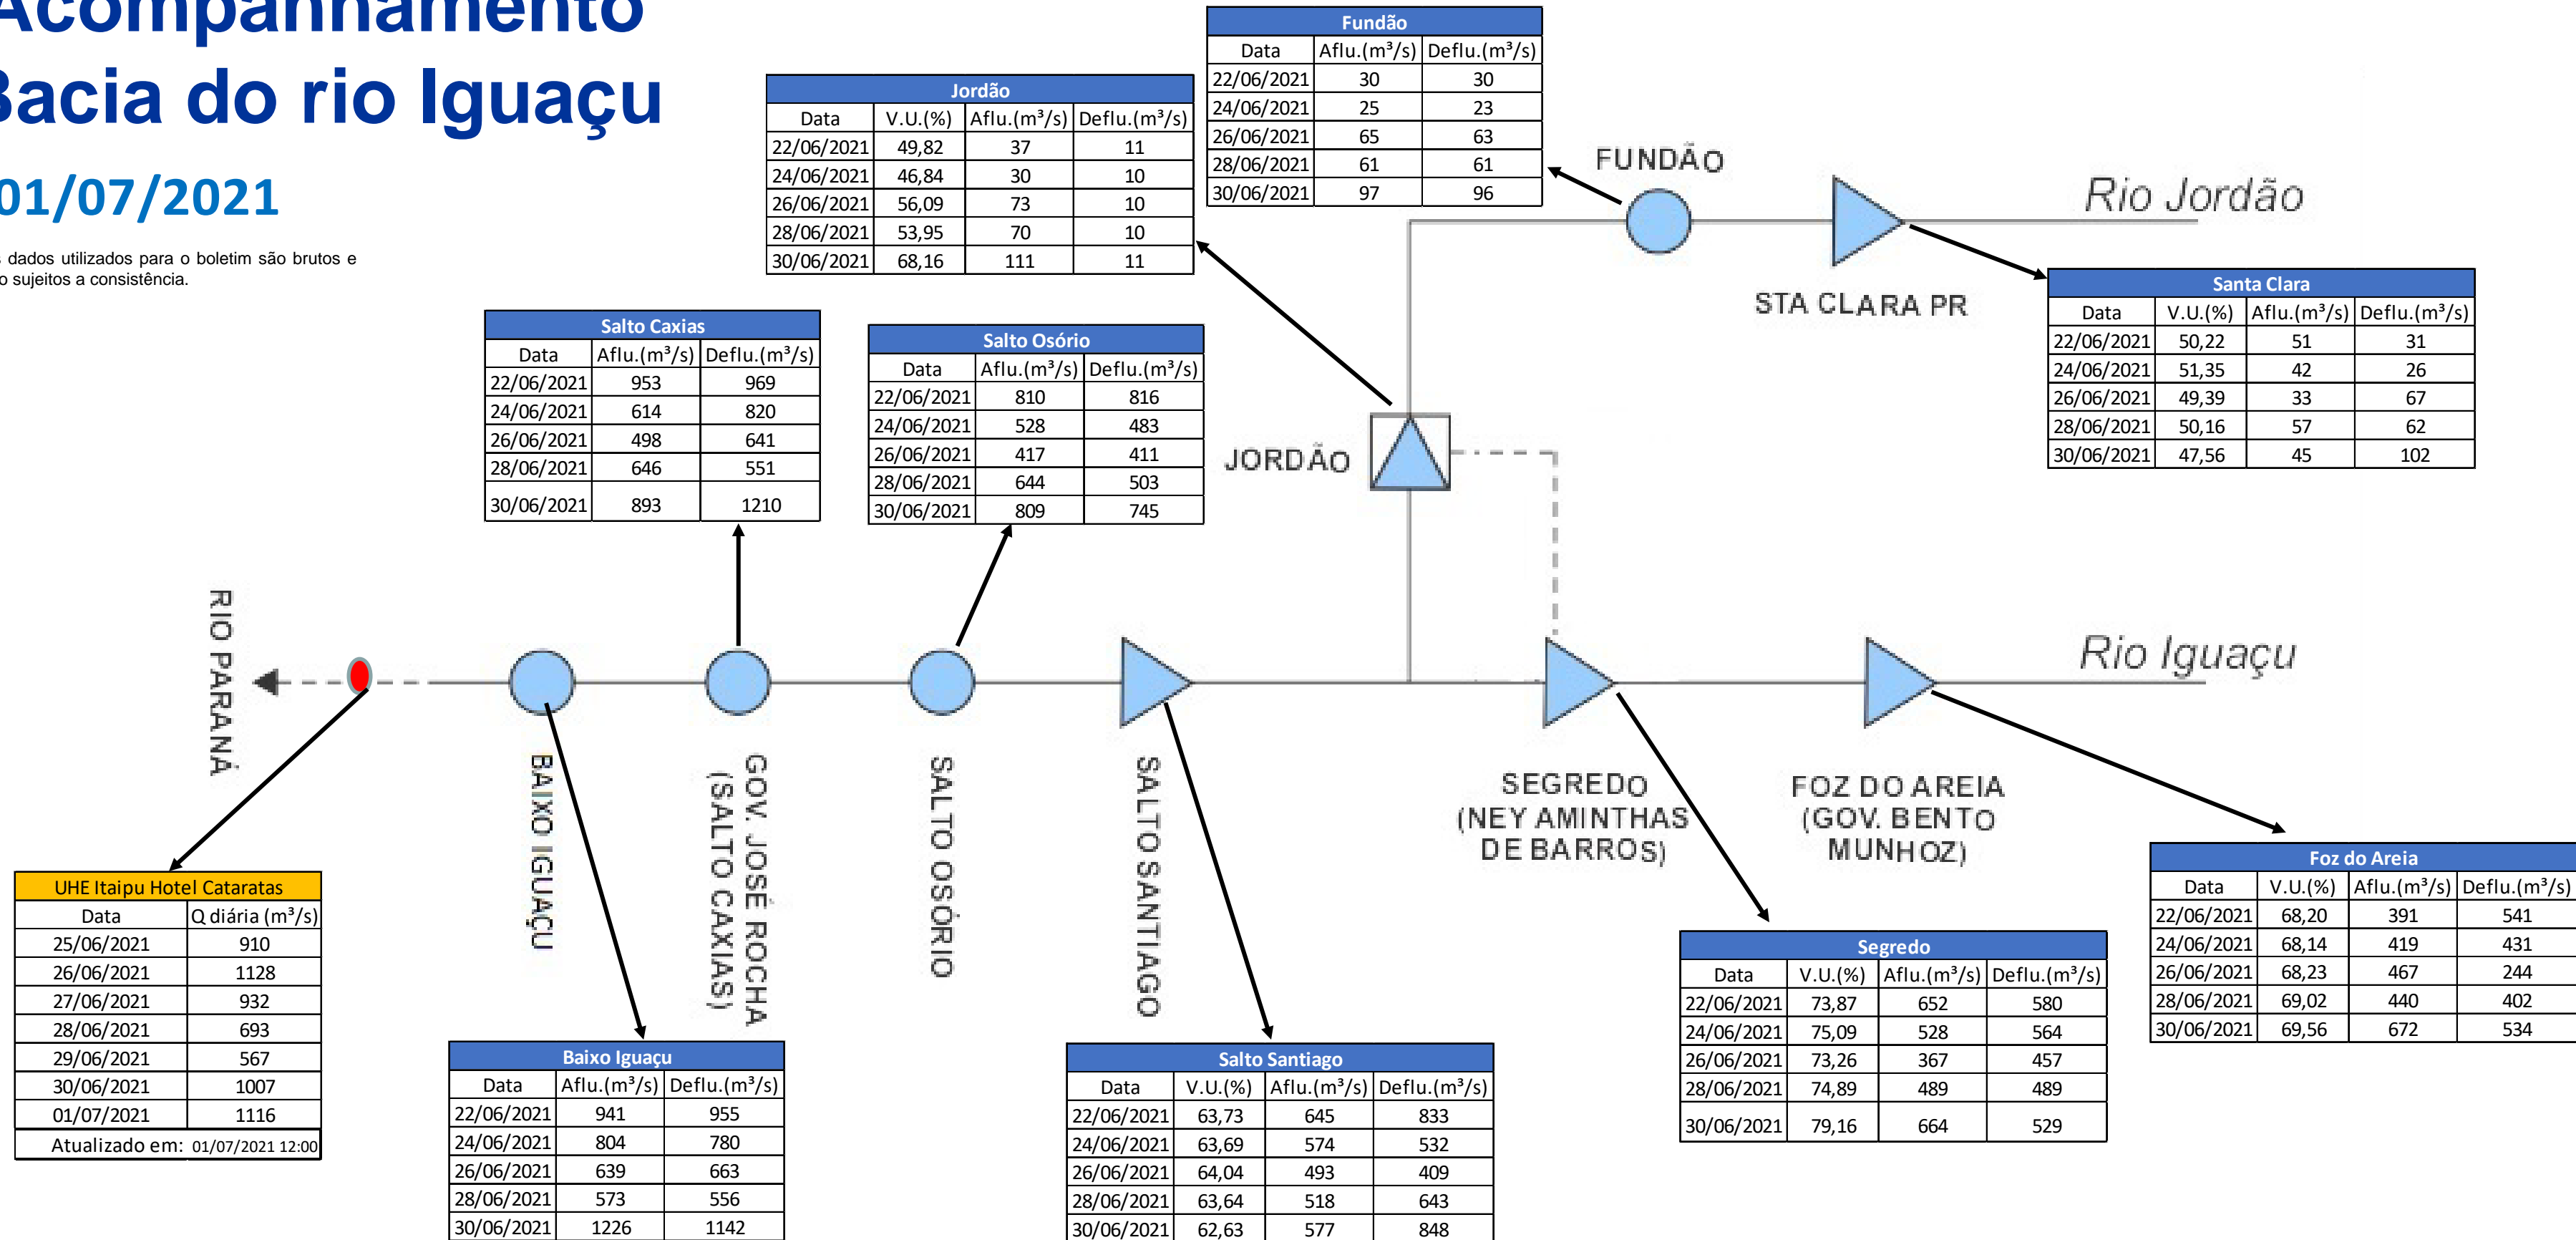 Acompanhamento
Bacia do rio Iguaçu
01/07/2021
dados utilizados para o boletim são brutos e
sujeitos a consistência.
Fundão
Data Aflu.(m³/s) Deflu.(m³/s)
22/06/2021 30 30
24/06/2021 25 23
26/06/2021 65 63
28/06/2021 61 61
30/06/2021 97 96
Jordão
Data V.U.(%) Aflu.(m³/s) Deflu.(m³/s)
22/06/2021 49,82 37 11
24/06/2021 46,84 30 10
26/06/2021 56,09 73 10
28/06/2021 53,95 70 10
30/06/2021 68,16 111 11
FUNDÃO
Rio Jordão
STA CLARA PR
Santa Clara
Data V.U.(%) Aflu.(m³/s) Deflu.(m³/s)
22/06/2021 50,22 51 31
24/06/2021 51,35 42 26
26/06/2021 49,39 33 67
28/06/2021 50,16 57 62
30/06/2021 47,56 45 102
Salto Caxias
Data Aflu.(m³/s) Deflu.(m³/s)
22/06/2021 953 969
24/06/2021 614 820
26/06/2021 498 641
28/06/2021 646 551
30/06/2021 893 1210
Salto Osório
Data Aflu.(m³/s) Deflu.(m³/s)
22/06/2021 810 816
24/06/2021 528 483
26/06/2021 417 411
28/06/2021 644 503
30/06/2021 809 745
JORDÃO
RIO PARANÁ
Rio Iguaçu
BAIXO IGUAÇU
GOV. JOSÉ ROCHA
(SALTO CAXIAS)
SALTO OSÓRIO
SALTO SANTIAGO
SEGREDO
(NEY AMINTHAS
DE BARROS)
FOZ DO AREIA
(GOV. BENTO
MUNHOZ)
UHE Itaipu Hotel Cataratas
Data Q diária (m³/s)
25/06/2021 910
26/06/2021 1128
27/06/2021 932
28/06/2021 693
29/06/2021 567
30/06/2021 1007
01/07/2021 1116
Atualizado em: 01/07/2021 12:00
Baixo Iguaçu
Data Aflu.(m³/s) Deflu.(m³/s)
22/06/2021 941 955
24/06/2021 804 780
26/06/2021 639 663
28/06/2021 573 556
30/06/2021 1226 1142
Salto Santiago
Data V.U.(%) Aflu.(m³/s) Deflu.(m³/s)
22/06/2021 63,73 645 833
24/06/2021 63,69 574 532
26/06/2021 64,04 493 409
28/06/2021 63,64 518 643
30/06/2021 62,63 577 848
Segredo
Data V.U.(%) Aflu.(m³/s) Deflu.(m³/s)
22/06/2021 73,87 652 580
24/06/2021 75,09 528 564
26/06/2021 73,26 367 457
28/06/2021 74,89 489 489
30/06/2021 79,16 664 529
Foz do Areia
Data V.U.(%) Aflu.(m³/s) Deflu.(m³/s)
22/06/2021 68,20 391 541
24/06/2021 68,14 419 431
26/06/2021 68,23 467 244
28/06/2021 69,02 440 402
30/06/2021 69,56 672 534